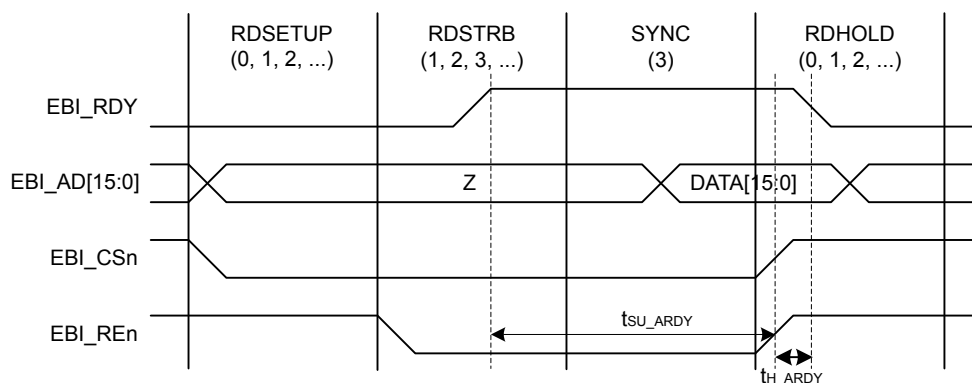 RDSETUP
(0, 1, 2, ...)
RDSTRB
(1, 2, 3, ...)
SYNC
(3)
RDHOLD
(0, 1, 2, ...)
EBI_RDY
EBI_AD[15:0]
Z
DATA[15:0]
EBI_CSn
EBI_REn
tSU_ARDY
tH_ARDY